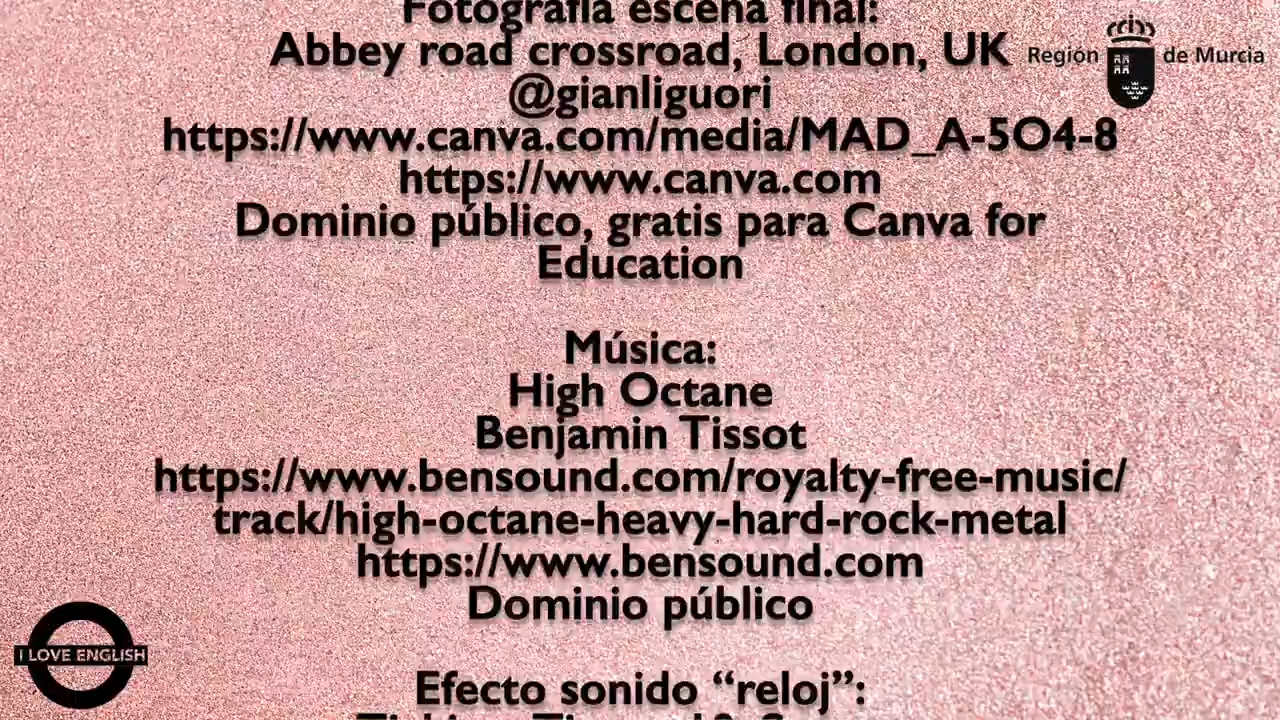 Fotografía escena final:
Abbey road crossroad, London, UK
Región de Murcia
@gianliguori
https://www.canva.com/media/MAD_A-5O4-8
https://www.canva.com
Dominio público, gratis para Canva for
Education
Música:
High Octane
Benjamin Tissot
https://www.bensound.com/royalty-free-music/
track/high-octane-heavy-hard-rock-metal
https://www.bensound.com
Dominio público
I LOVE ENGLISH
Efecto sonido “reloj”: